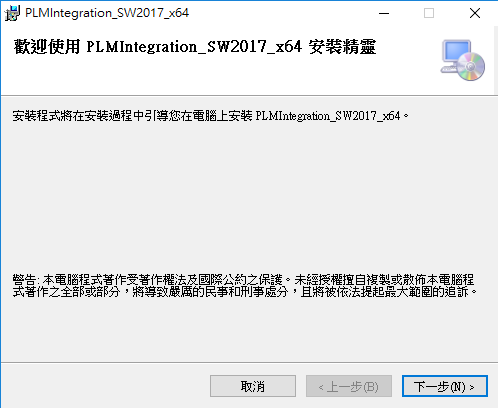 PLMIntegration_SW2017_x64
歡迎使用 PLMIntegration_SW2017_x64 安裝精靈
安裝程式將在安裝過程中引導您在電腦上安裝 PLMIntegration_SW2017_x64。
警告: 本電腦程式著作受著作權法及國際公約之保護。未經授權擅自複製或散佈本電腦程
式著作之全部或部分，將導致嚴厲的民事和刑事處分，且將被依法提起最大範圍的追訴。
取消
< 上一步(B)
下一步(N) >